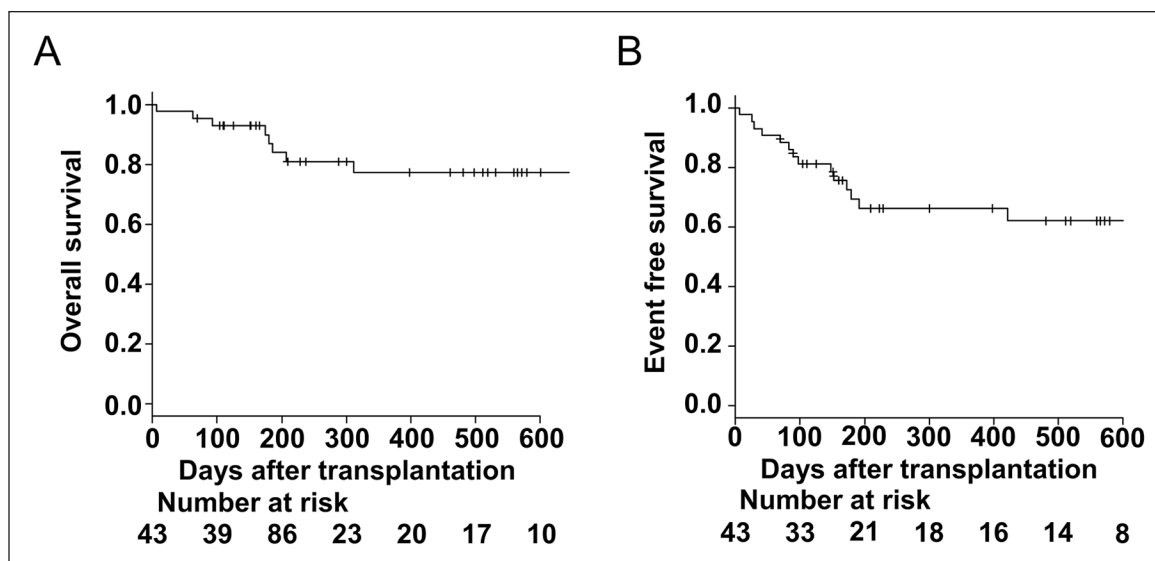 A
Overall survival
1.0
0.8
0.6
0.4
0.2
0.0
0 100 200 300 400 500 600
Days after transplantation
Number at risk
43 39 86 23 20 17 10
B
Event free survival
1.0
0.8
0.6
0.4
0.2
0.0
0 100 200 300 400 500 600
Days after transplantation
Number at risk
43 33 21 18 16 14 8